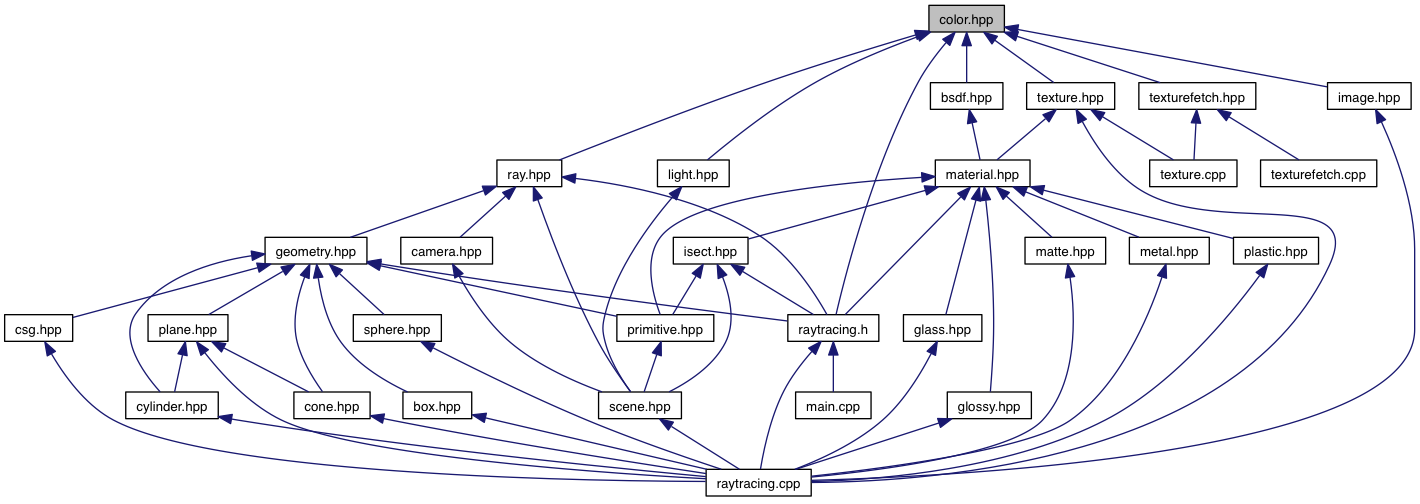 color.hpp
bsdf.hpp
texture.hpp
texturefetch.hpp
image.hpp
ray.hpp
light.hpp
material.hpp
texture.cpp
texturefetch.cpp
geometry.hpp
camera.hpp
isect.hpp
matte.hpp
metal.hpp
plastic.hpp
csg.hpp
plane.hpp
sphere.hpp
primitive.hpp
raytracing.h
glass.hpp
cylinder.hpp
cone.hpp
box.hpp
scene.hpp
main.cpp
glossy.hpp
raytracing.cpp